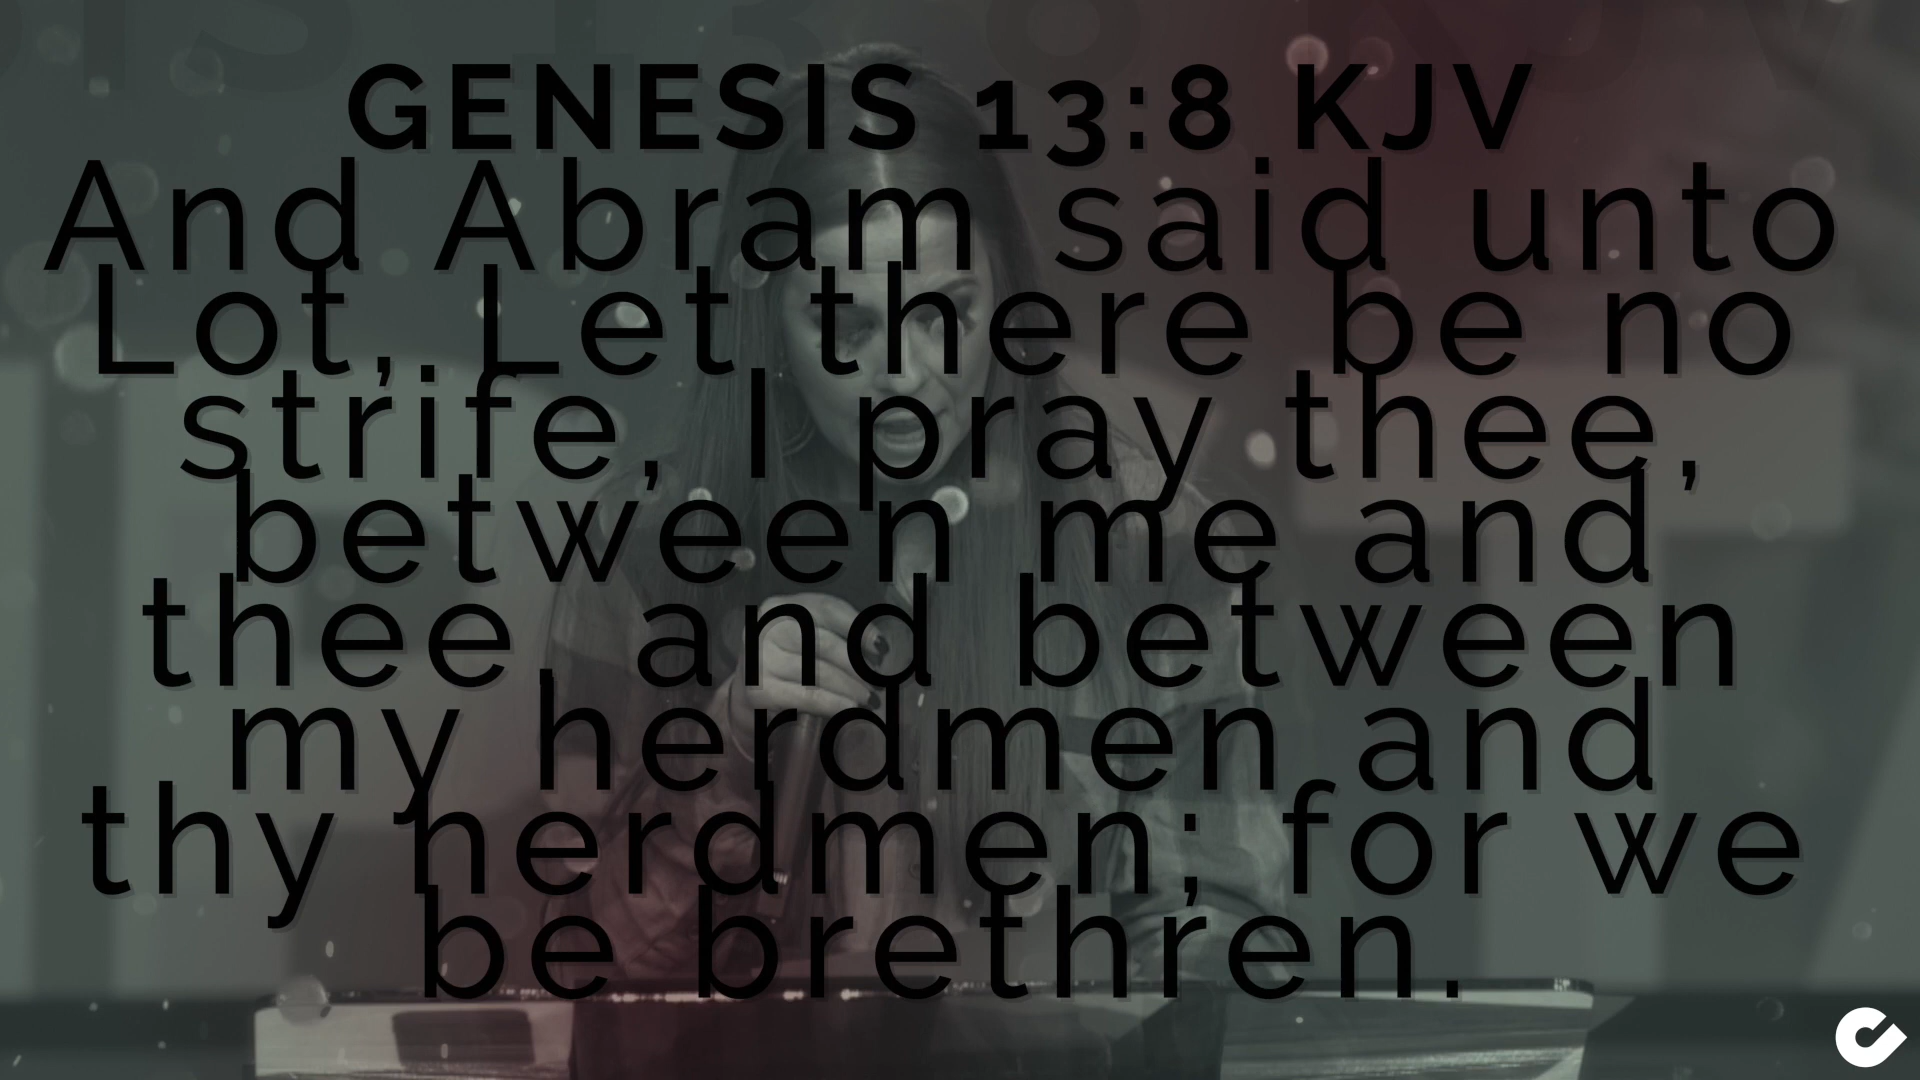 GENESIS 13:8 KJV
And Abram said unto
Lot, Let there be no
strife, I pray thee,
between me and
thee, and between
my herdmen and
thy herdmen; for we
be brethren.